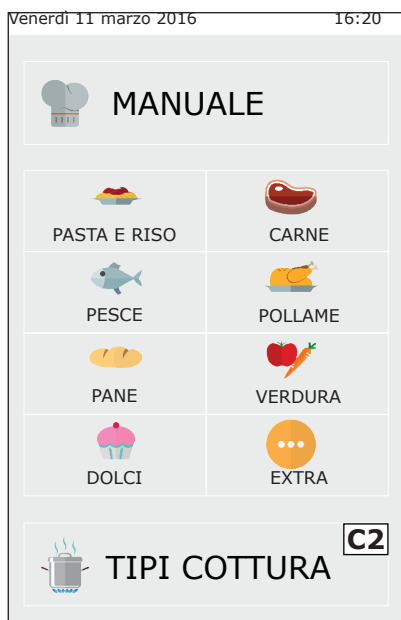 Venerdì 11 marzo 2016 16:20
MANUALE
PASTA E RISO CARNE
PESCE POLLAME
PANE VERDURA
DOLCI EXTRA
C2
TIPI COTTURA